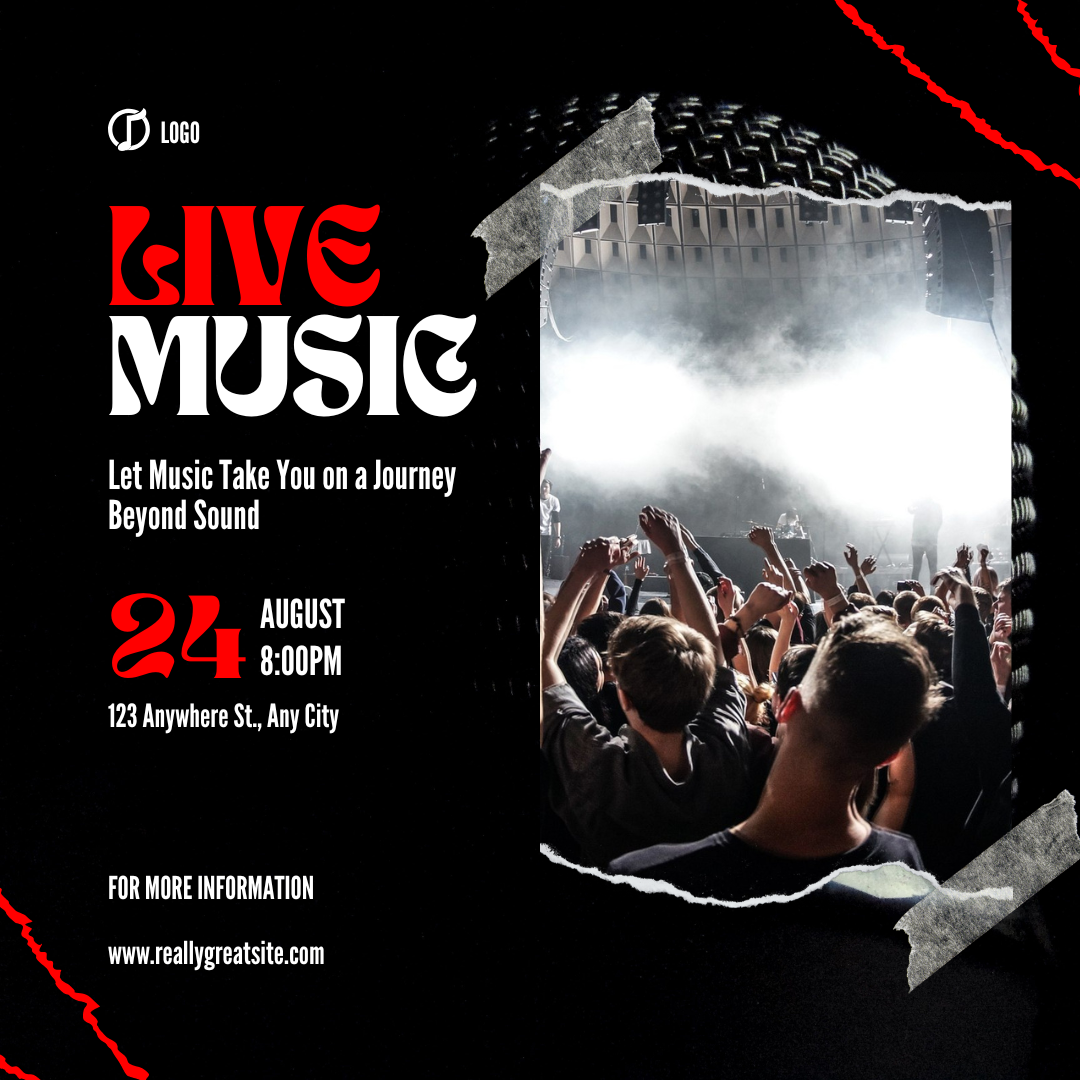 LOGO
LIVE
MUSIC
Let Music Take You on a Journey
Beyond Sound
24 AUGUST
8:00PM
123 Anywhere St., Any City
FOR MORE INFORMATION
www.reallygreatsite.com